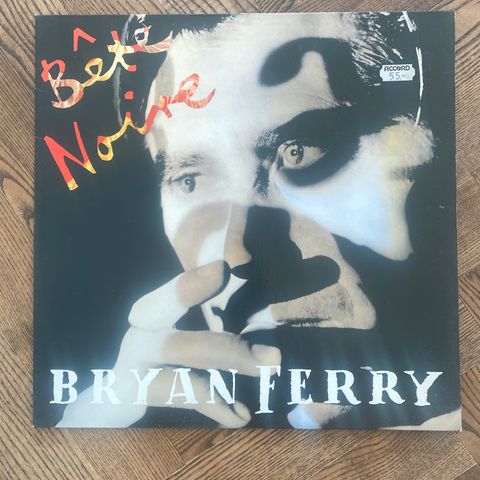 Bête
Noire
ACCORD
55.-
BRYAN FERRY